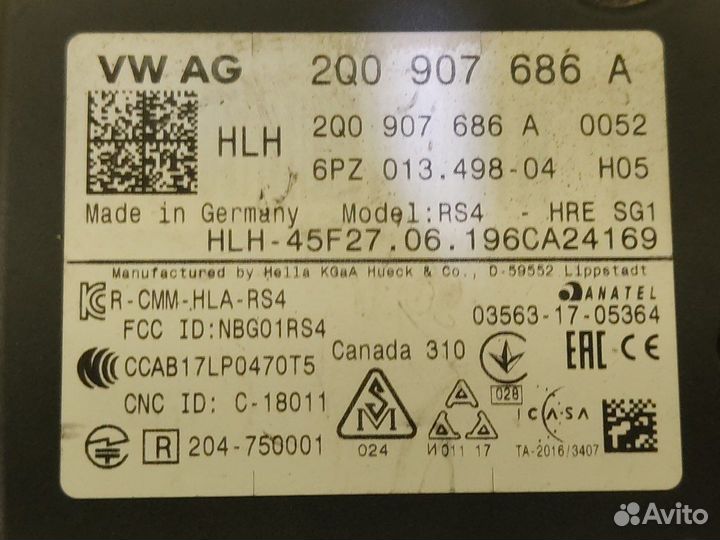 VW AG 2Q0 907 686 A
HLH 2Q0 907 686 A 0052
6PZ 013.498-04 H05
Made in Germany Model:RS4 - HRE SG1
HLH-45F27.06.196CA24169
Manufactured by Hella KGaA Hueck & Co., D-59552 Lippstadt
R-CMM-HLA-RS4 ANATEL
FCC ID:NBG01RS4 03563-17-05364
CCAB17LP0470T5 Canada 310 EAC CE
CNC ID: C-18011 028 ICASA
R 204-750001 SM
024 И011 17 TA-2016/3407
Avito